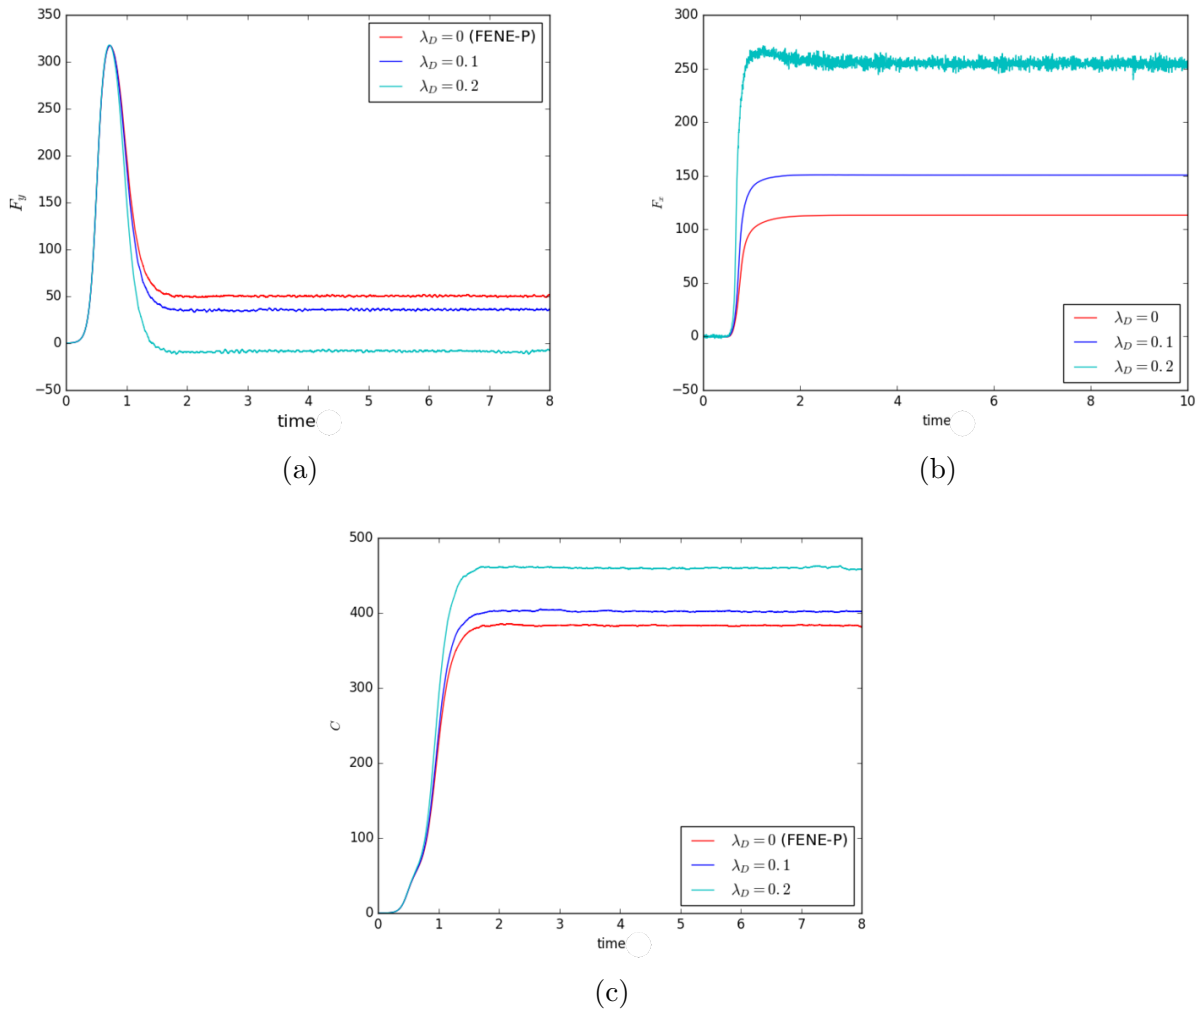 350
300
250
200
150
100
50
0
−50
F_y
0 1 2 3 4 5 6 7 8
time
λ_D = 0 (FENE-P)
λ_D = 0.1
λ_D = 0.2
(a)
300
250
200
150
100
50
0
−50
F_x
0 2 4 6 8 10
time
λ_D = 0
λ_D = 0.1
λ_D = 0.2
(b)
500
400
300
200
100
0
C
0 1 2 3 4 5 6 7 8
time
λ_D = 0 (FENE-P)
λ_D = 0.1
λ_D = 0.2
(c)